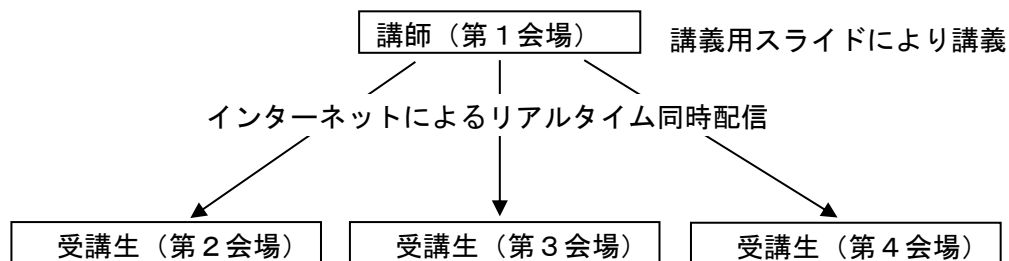 講師（第１会場） 講義用スライドにより講義
インターネットによるリアルタイム同時配信
受講生（第２会場） 受講生（第３会場） 受講生（第４会場）